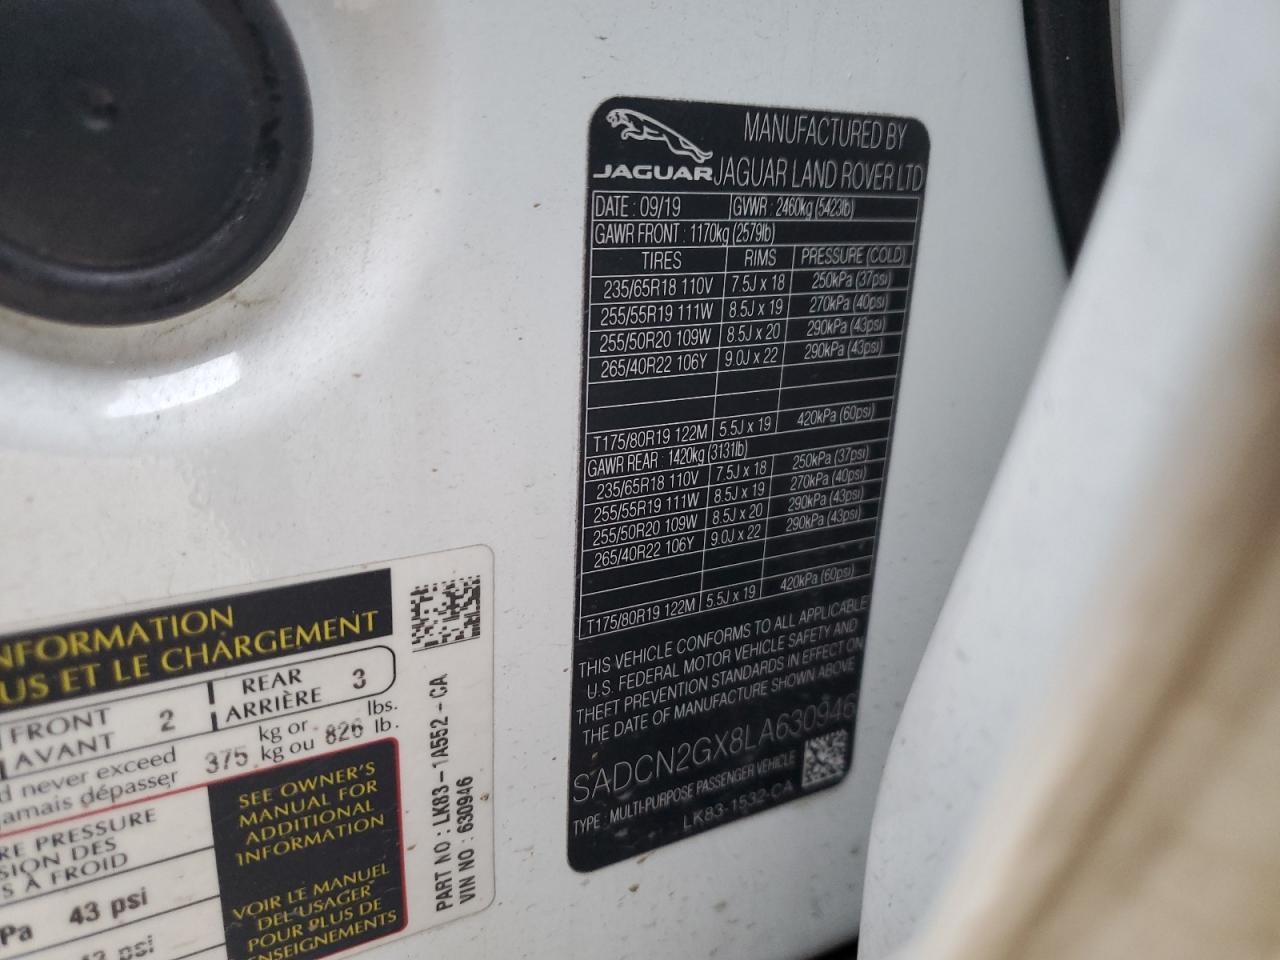 JAGUAR
MANUFACTURED BY
JAGUAR LAND ROVER LTD
DATE : 09/19 GVWR : 2460kg (5423lb)
GAWR FRONT : 1170kg (2579lb)
TIRES RIMS PRESSURE (COLD)
235/65R18 110V 7.5J x 18 250kPa (37psi)
255/55R19 111W 8.5J x 19 270kPa (40psi)
255/50R20 109W 8.5J x 20 290kPa (43psi)
265/40R22 106Y 9.0J x 22 290kPa (43psi)
T175/80R19 122M 5.5J x 19 420kPa (60psi)
GAWR REAR : 1420kg (3131lb)
235/65R18 110V 7.5J x 18 250kPa (37psi)
255/55R19 111W 8.5J x 19 270kPa (40psi)
255/50R20 109W 8.5J x 20 290kPa (43psi)
265/40R22 106Y 9.0J x 22 290kPa (43psi)
T175/80R19 122M 5.5J x 19 420kPa (60psi)
THIS VEHICLE CONFORMS TO ALL APPLICABLE
U.S. FEDERAL MOTOR VEHICLE SAFETY AND
THEFT PREVENTION STANDARDS IN EFFECT ON
THE DATE OF MANUFACTURE SHOWN ABOVE
SADCN2GX8LA630946
TYPE : MULTI-PURPOSE PASSENGER VEHICLE
LK83-1532-CA
NFORMATION
US ET LE CHARGEMENT
FRONT 2 REAR 3
AVANT ARRIÈRE
d never exceed 375 kg or 826 lbs.
jamais dépasser kg ou lb.
RE PRESSURE
SION DES
S À FROID
Pa 43 psi
43 psi
SEE OWNER'S
MANUAL FOR
ADDITIONAL
INFORMATION
VOIR LE MANUEL
DE L'USAGER
POUR PLUS DE
ENSEIGNEMENTS
PART NO : LK83-1A552-CA
VIN NO : 630946